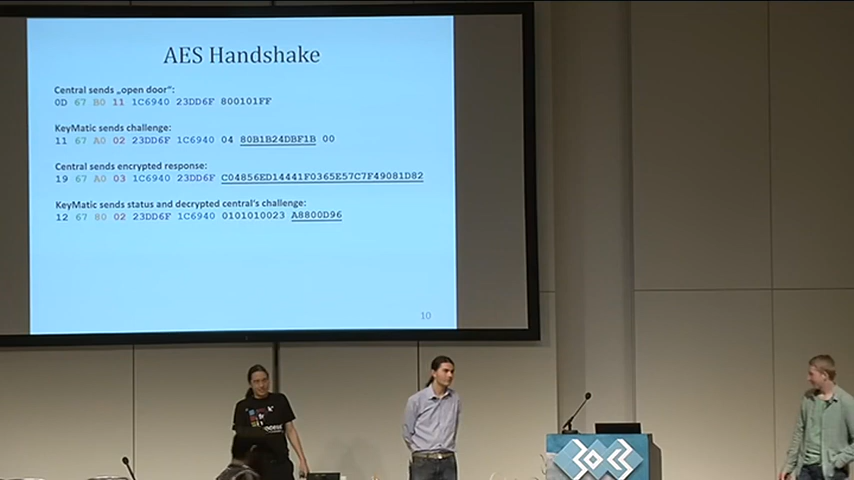 AES Handshake
Central sends „open door“:
0D 67 B0 11 1C6940 23DD6F 800101FF
KeyMatic sends challenge:
11 67 A0 02 23DD6F 1C6940 04 80B1B24DBF1B 00
Central sends encrypted response:
19 67 A0 03 1C6940 23DD6F C04856ED14441F0365E57C7F49081D82
KeyMatic sends status and decrypted central's challenge:
12 67 80 02 23DD6F 1C6940 0101010023 A8800D96
10
30C3